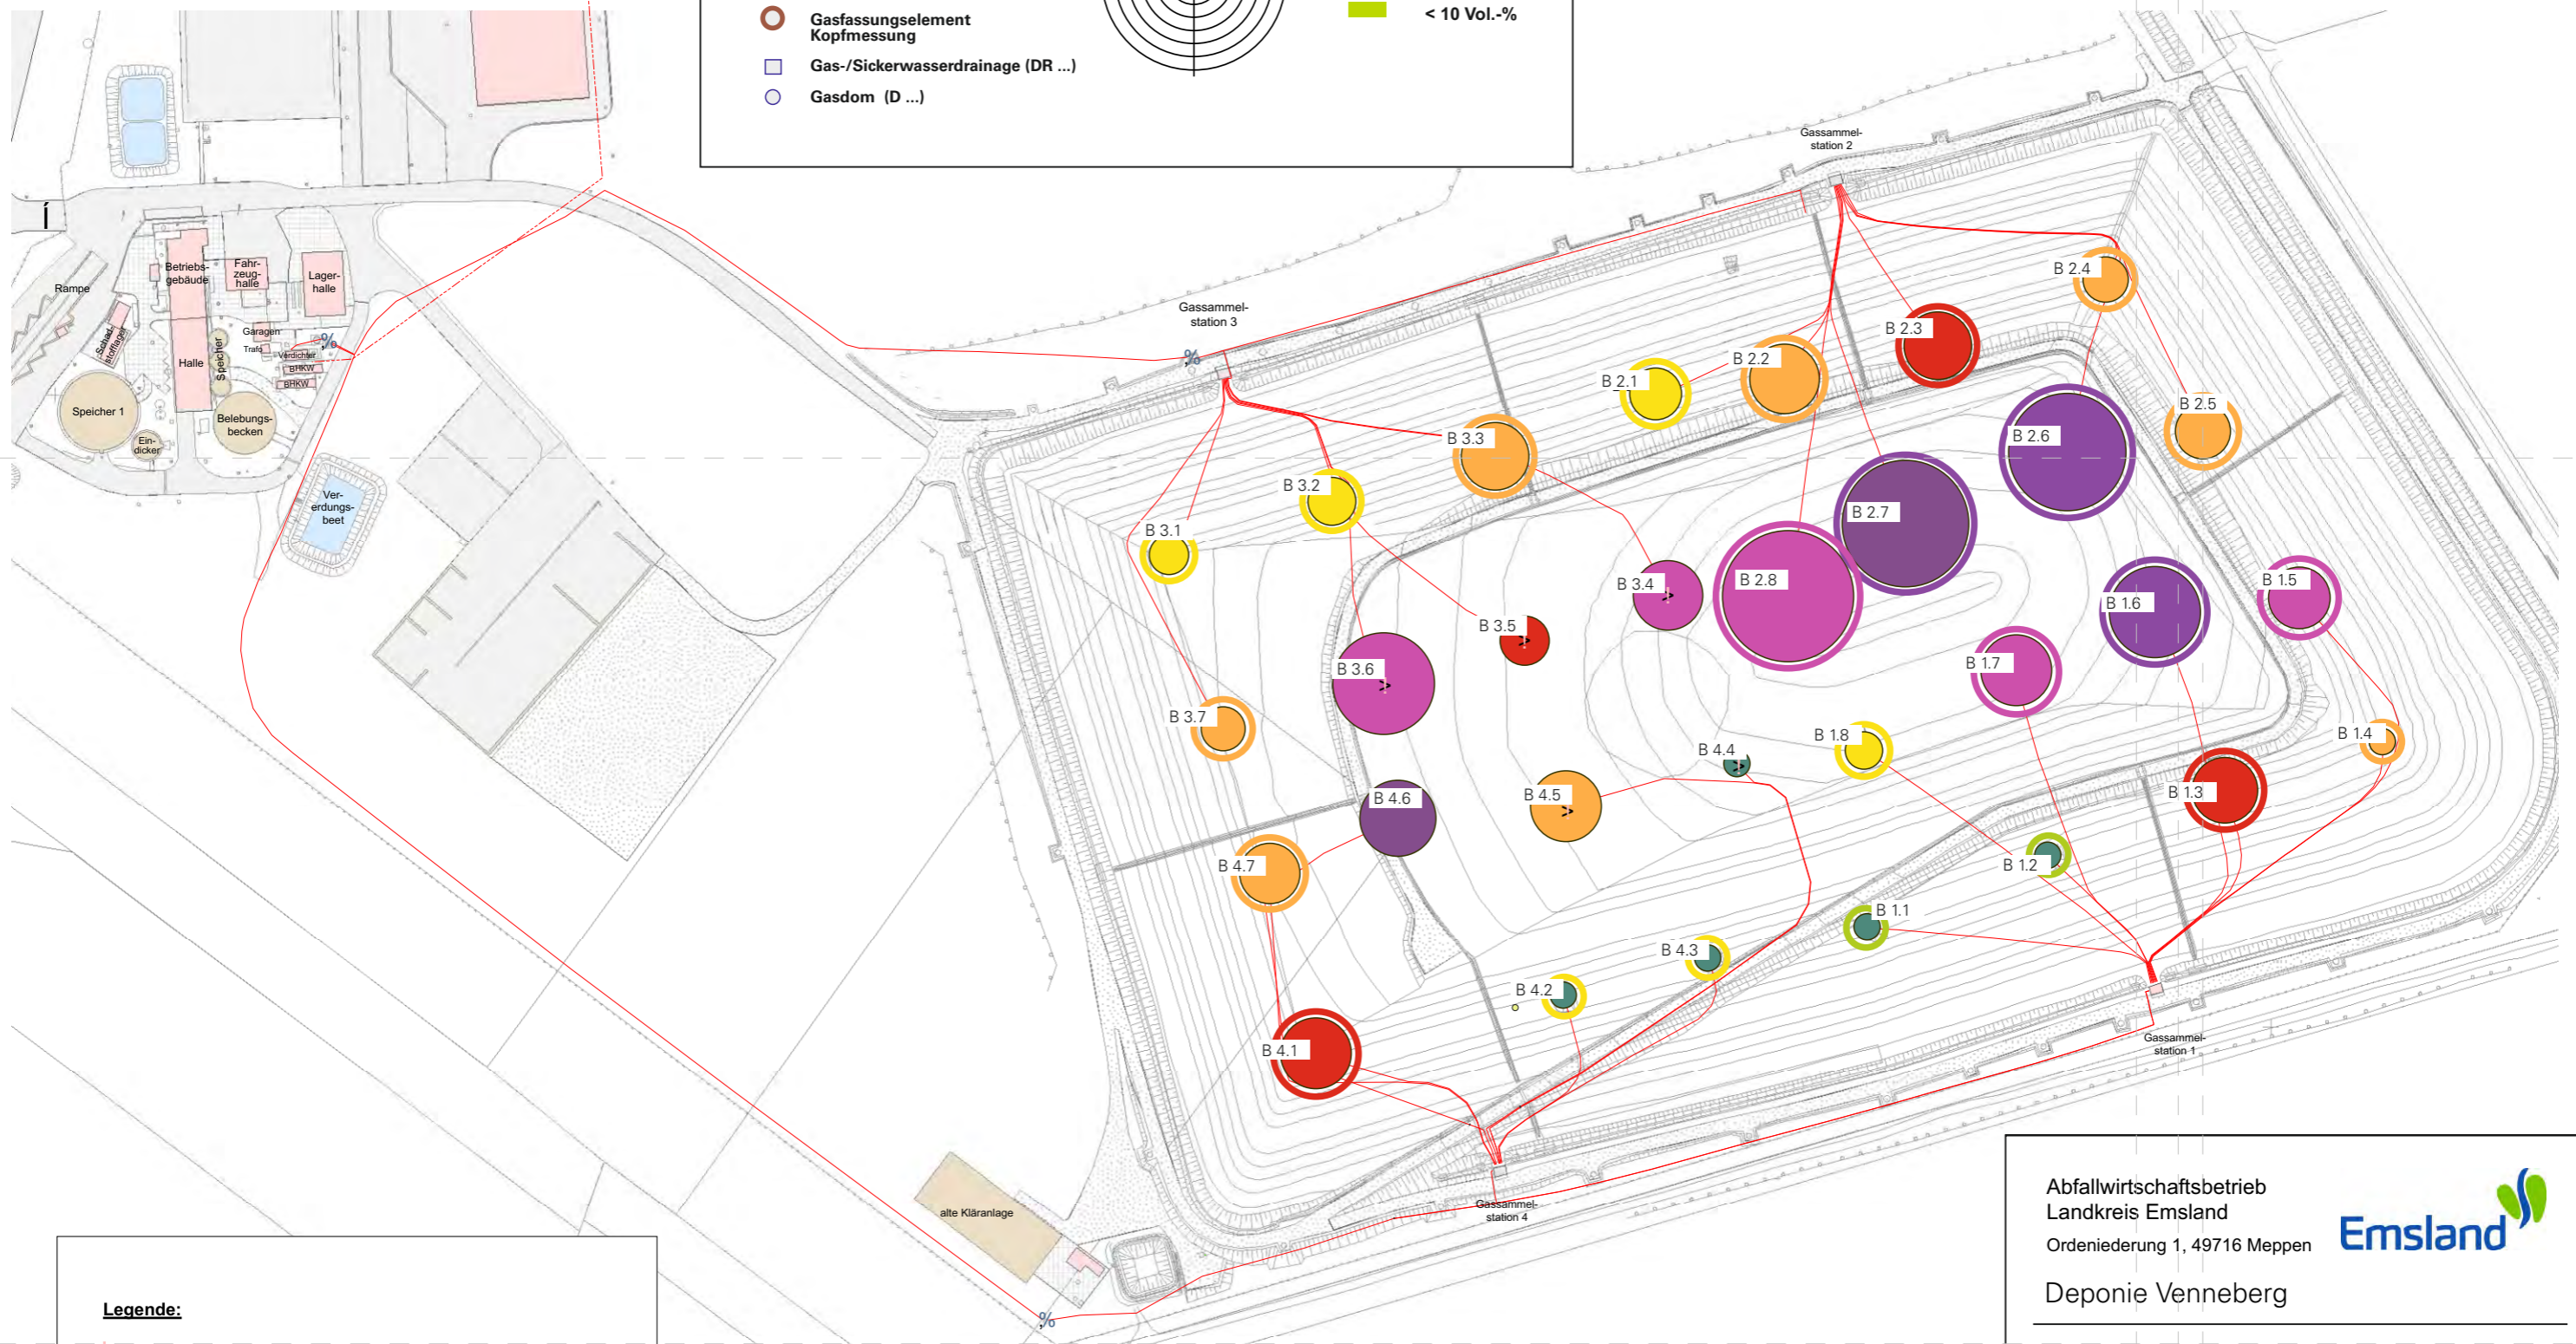 Gasfassungselement
Kopfmessung
Gas-/Sickerwasserdrainage (DR ...)
Gasdom (D ...)
< 10 Vol.-%
Gassammel-
station 2
Gassammel-
station 3
Rampe
Betriebs-
gebäude
Fahr-
zeug-
halle
Lager-
halle
Schad-
stofflager
Garagen
Trafo
Verdichter
BHKW
BHKW
Halle
Speicher
Speicher 1
Ein-
dicker
Belebungs-
becken
Ver-
erdungs-
beet
%
%
B 2.4
B 2.3
B 2.2
B 2.1
B 2.5
B 2.6
B 3.3
B 3.2
B 2.7
B 3.1
B 3.4
B 2.8
B 1.5
B 1.6
B 3.5
B 3.6
B 1.7
B 3.7
B 1.8
B 1.4
B 4.4
B 4.5
B 4.6
B 1.3
B 4.7
B 1.2
B 1.1
B 4.3
B 4.2
B 4.1
Gassammel-
station 1
Gassammel-
station 4
alte Kläranlage
%
Abfallwirtschaftsbetrieb
Landkreis Emsland
Ordeniederung 1, 49716 Meppen
Emsland
Deponie Venneberg
Legende: